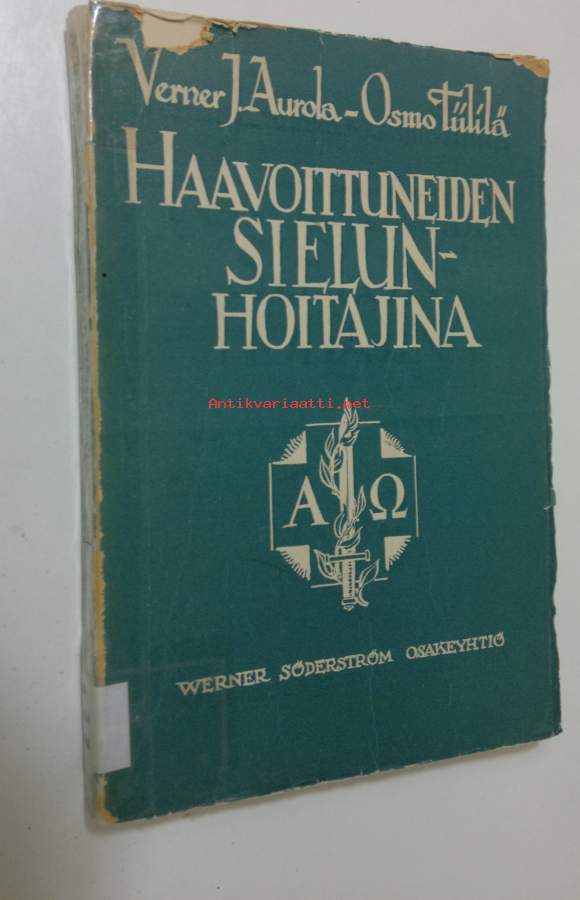 Verner J. Aurola – Osmo Tiililä
HAAVOITTUNEIDEN
SIELUN-
HOITAJINA
Antikvariaatti.net
Α Ω
WERNER SÖDERSTRÖM OSAKEYHTIÖ